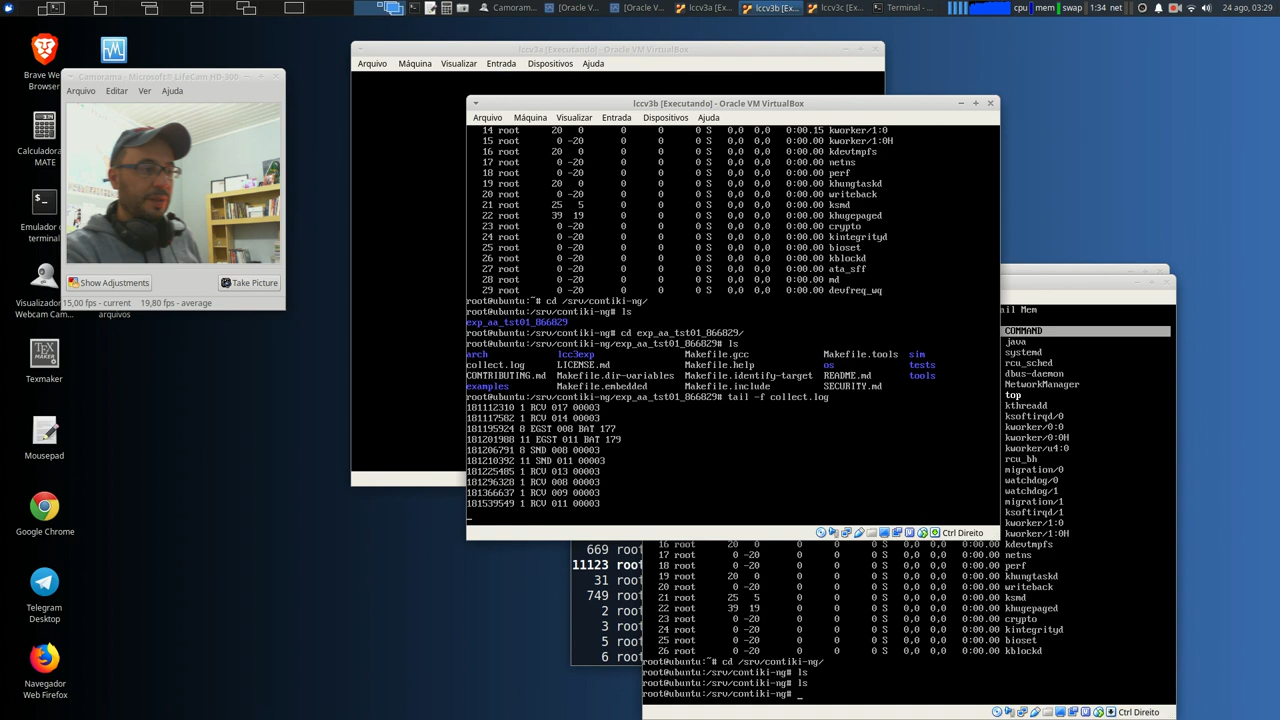 Camoram...
[Oracle V...
[Oracle V...
lccv3a [Exec...
lccv3b [Exec...
lccv3c [Exec...
Terminal - ...
cpu
mem
swap
1:34 net
24 ago, 03:29
Brave Web
Browser
Calculadora
MATE
Emulador de
terminal
Visualizador
Webcam Cam...
arquivos
Texmaker
Mousepad
Google Chrome
Telegram
Desktop
Navegador
Web Firefox
Camorama - Microsoft® LifeCam HD-300
Arquivo Editar Ver Ajuda
Show Adjustments
Take Picture
15,00 fps - current 19,80 fps - average
lccv3a [Executando] - Oracle VM VirtualBox
Arquivo Máquina Visualizar Entrada Dispositivos Ajuda
lccv3b [Executando] - Oracle VM VirtualBox
Arquivo Máquina Visualizar Entrada Dispositivos Ajuda
14 root 20 0 0 0 0 S 0,0 0,0 0:00.15 kworker/1:0
15 root 0 -20 0 0 0 S 0,0 0,0 0:00.00 kworker/1:0H
16 root 20 0 0 0 0 S 0,0 0,0 0:00.00 kdevtmpfs
17 root 0 -20 0 0 0 S 0,0 0,0 0:00.00 netns
18 root 0 -20 0 0 0 S 0,0 0,0 0:00.00 perf
19 root 20 0 0 0 0 S 0,0 0,0 0:00.00 khungtaskd
20 root 0 -20 0 0 0 S 0,0 0,0 0:00.00 writeback
21 root 25 5 0 0 0 S 0,0 0,0 0:00.00 ksmd
22 root 39 19 0 0 0 S 0,0 0,0 0:00.00 khugepaged
23 root 0 -20 0 0 0 S 0,0 0,0 0:00.00 crypto
24 root 0 -20 0 0 0 S 0,0 0,0 0:00.00 kintegrityd
25 root 0 -20 0 0 0 S 0,0 0,0 0:00.00 bioset
26 root 0 -20 0 0 0 S 0,0 0,0 0:00.00 kblockd
27 root 0 -20 0 0 0 S 0,0 0,0 0:00.00 ata_sff
28 root 0 -20 0 0 0 S 0,0 0,0 0:00.00 md
29 root 0 -20 0 0 0 S 0,0 0,0 0:00.00 devfreq_wq
root@ubuntu:~# cd /srv/contiki-ng/
root@ubuntu:/srv/contiki-ng# ls
exp_aa_tst01_866829
root@ubuntu:/srv/contiki-ng# cd exp_aa_tst01_866829/
root@ubuntu:/srv/contiki-ng/exp_aa_tst01_866829# ls
arch lcc3exp Makefile.gcc Makefile.tools sim
collect.log LICENSE.md Makefile.help os tests
CONTRIBUTING.md Makefile.dir-variables Makefile.identify-target README.md tools
examples Makefile.embedded Makefile.include SECURITY.md
root@ubuntu:/srv/contiki-ng/exp_aa_tst01_866829# tail -f collect.log
181112310 1 RCV 017 00003
181117582 1 RCV 014 00003
181195924 8 EGST 008 BAT 177
181201988 11 EGST 011 BAT 179
181206791 8 SND 008 00003
181210392 11 SND 011 00003
181225485 1 RCV 013 00003
181296328 1 RCV 008 00003
181366637 1 RCV 009 00003
181539549 1 RCV 011 00003
Ctrl Direito
ail Mem
COMMAND
java
systemd
rcu_sched
dbus-daemon
NetworkManager
top
kthreadd
ksoftirqd/0
kworker/0:0
kworker/0:0H
kworker/u4:0
rcu_bh
migration/0
watchdog/0
watchdog/1
migration/1
ksoftirqd/1
kworker/1:0
kworker/1:0H
16 root 20 0 0 0 0 S 0,0 0,0 0:00.00 kdevtmpfs
17 root 0 -20 0 0 0 S 0,0 0,0 0:00.00 netns
18 root 0 -20 0 0 0 S 0,0 0,0 0:00.00 perf
19 root 20 0 0 0 0 S 0,0 0,0 0:00.00 khungtaskd
20 root 0 -20 0 0 0 S 0,0 0,0 0:00.00 writeback
21 root 25 5 0 0 0 S 0,0 0,0 0:00.00 ksmd
22 root 39 19 0 0 0 S 0,0 0,0 0:00.00 khugepaged
23 root 0 -20 0 0 0 S 0,0 0,0 0:00.00 crypto
24 root 0 -20 0 0 0 S 0,0 0,0 0:00.00 kintegrityd
25 root 0 -20 0 0 0 S 0,0 0,0 0:00.00 bioset
26 root 0 -20 0 0 0 S 0,0 0,0 0:00.00 kblockd
root@ubuntu:~# cd /srv/contiki-ng/
root@ubuntu:/srv/contiki-ng# ls
root@ubuntu:/srv/contiki-ng# ls
root@ubuntu:/srv/contiki-ng# _
Ctrl Direito
669 root
11123 root
31 root
749 root
2 root
3 root
5 root
6 root